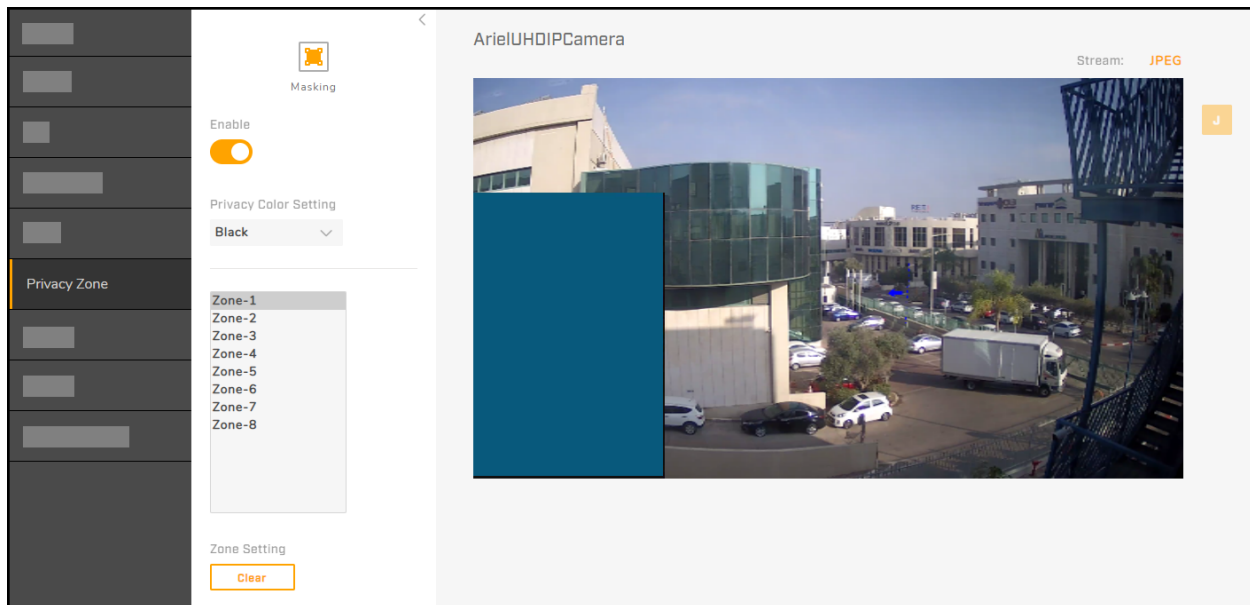 Privacy Zone
Masking
Enable
Privacy Color Setting
Black
Zone-1
Zone-2
Zone-3
Zone-4
Zone-5
Zone-6
Zone-7
Zone-8
Zone Setting
Clear
ArielUHDIPCamera
Stream: JPEG
J